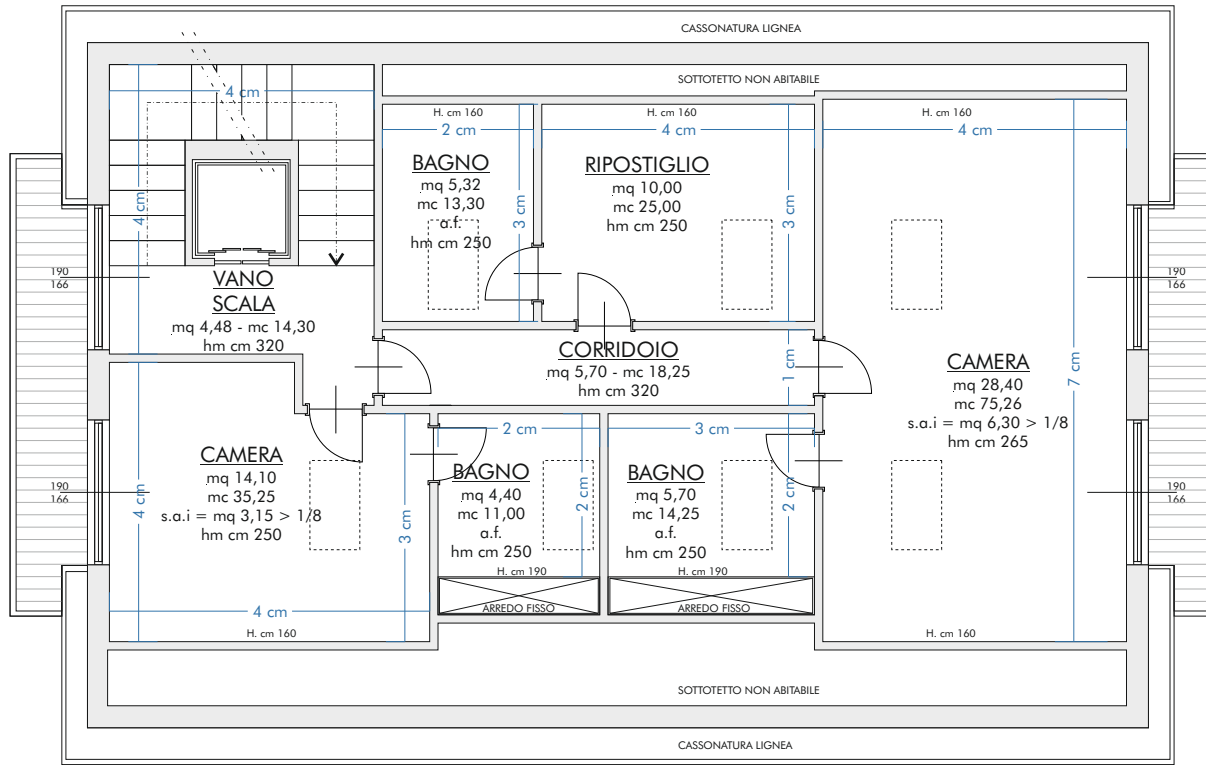 CASSONATURA LIGNEA
SOTTOTETTO NON ABITABILE
4 cm
4 cm
190
166
VANO
SCALA
mq 4,48 - mc 14,30
hm cm 320
H. cm 160
2 cm
BAGNO
mq 5,32
mc 13,30
a.f.
hm cm 250
3 cm
H. cm 160
4 cm
RIPOSTIGLIO
mq 10,00
mc 25,00
hm cm 250
3 cm
H. cm 160
4 cm
190
166
CORRIDOIO
mq 5,70 - mc 18,25
hm cm 320
1 cm
CAMERA
mq 28,40
mc 75,26
s.a.i = mq 6,30 > 1/8
hm cm 265
7 cm
190
166
CAMERA
mq 14,10
mc 35,25
s.a.i = mq 3,15 > 1/8
hm cm 250
4 cm
3 cm
4 cm
H. cm 160
2 cm
BAGNO
mq 4,40
mc 11,00
a.f.
hm cm 250
2 cm
H. cm 190
ARREDO FISSO
3 cm
BAGNO
mq 5,70
mc 14,25
a.f.
hm cm 250
2 cm
H. cm 190
ARREDO FISSO
190
166
H. cm 160
SOTTOTETTO NON ABITABILE
CASSONATURA LIGNEA